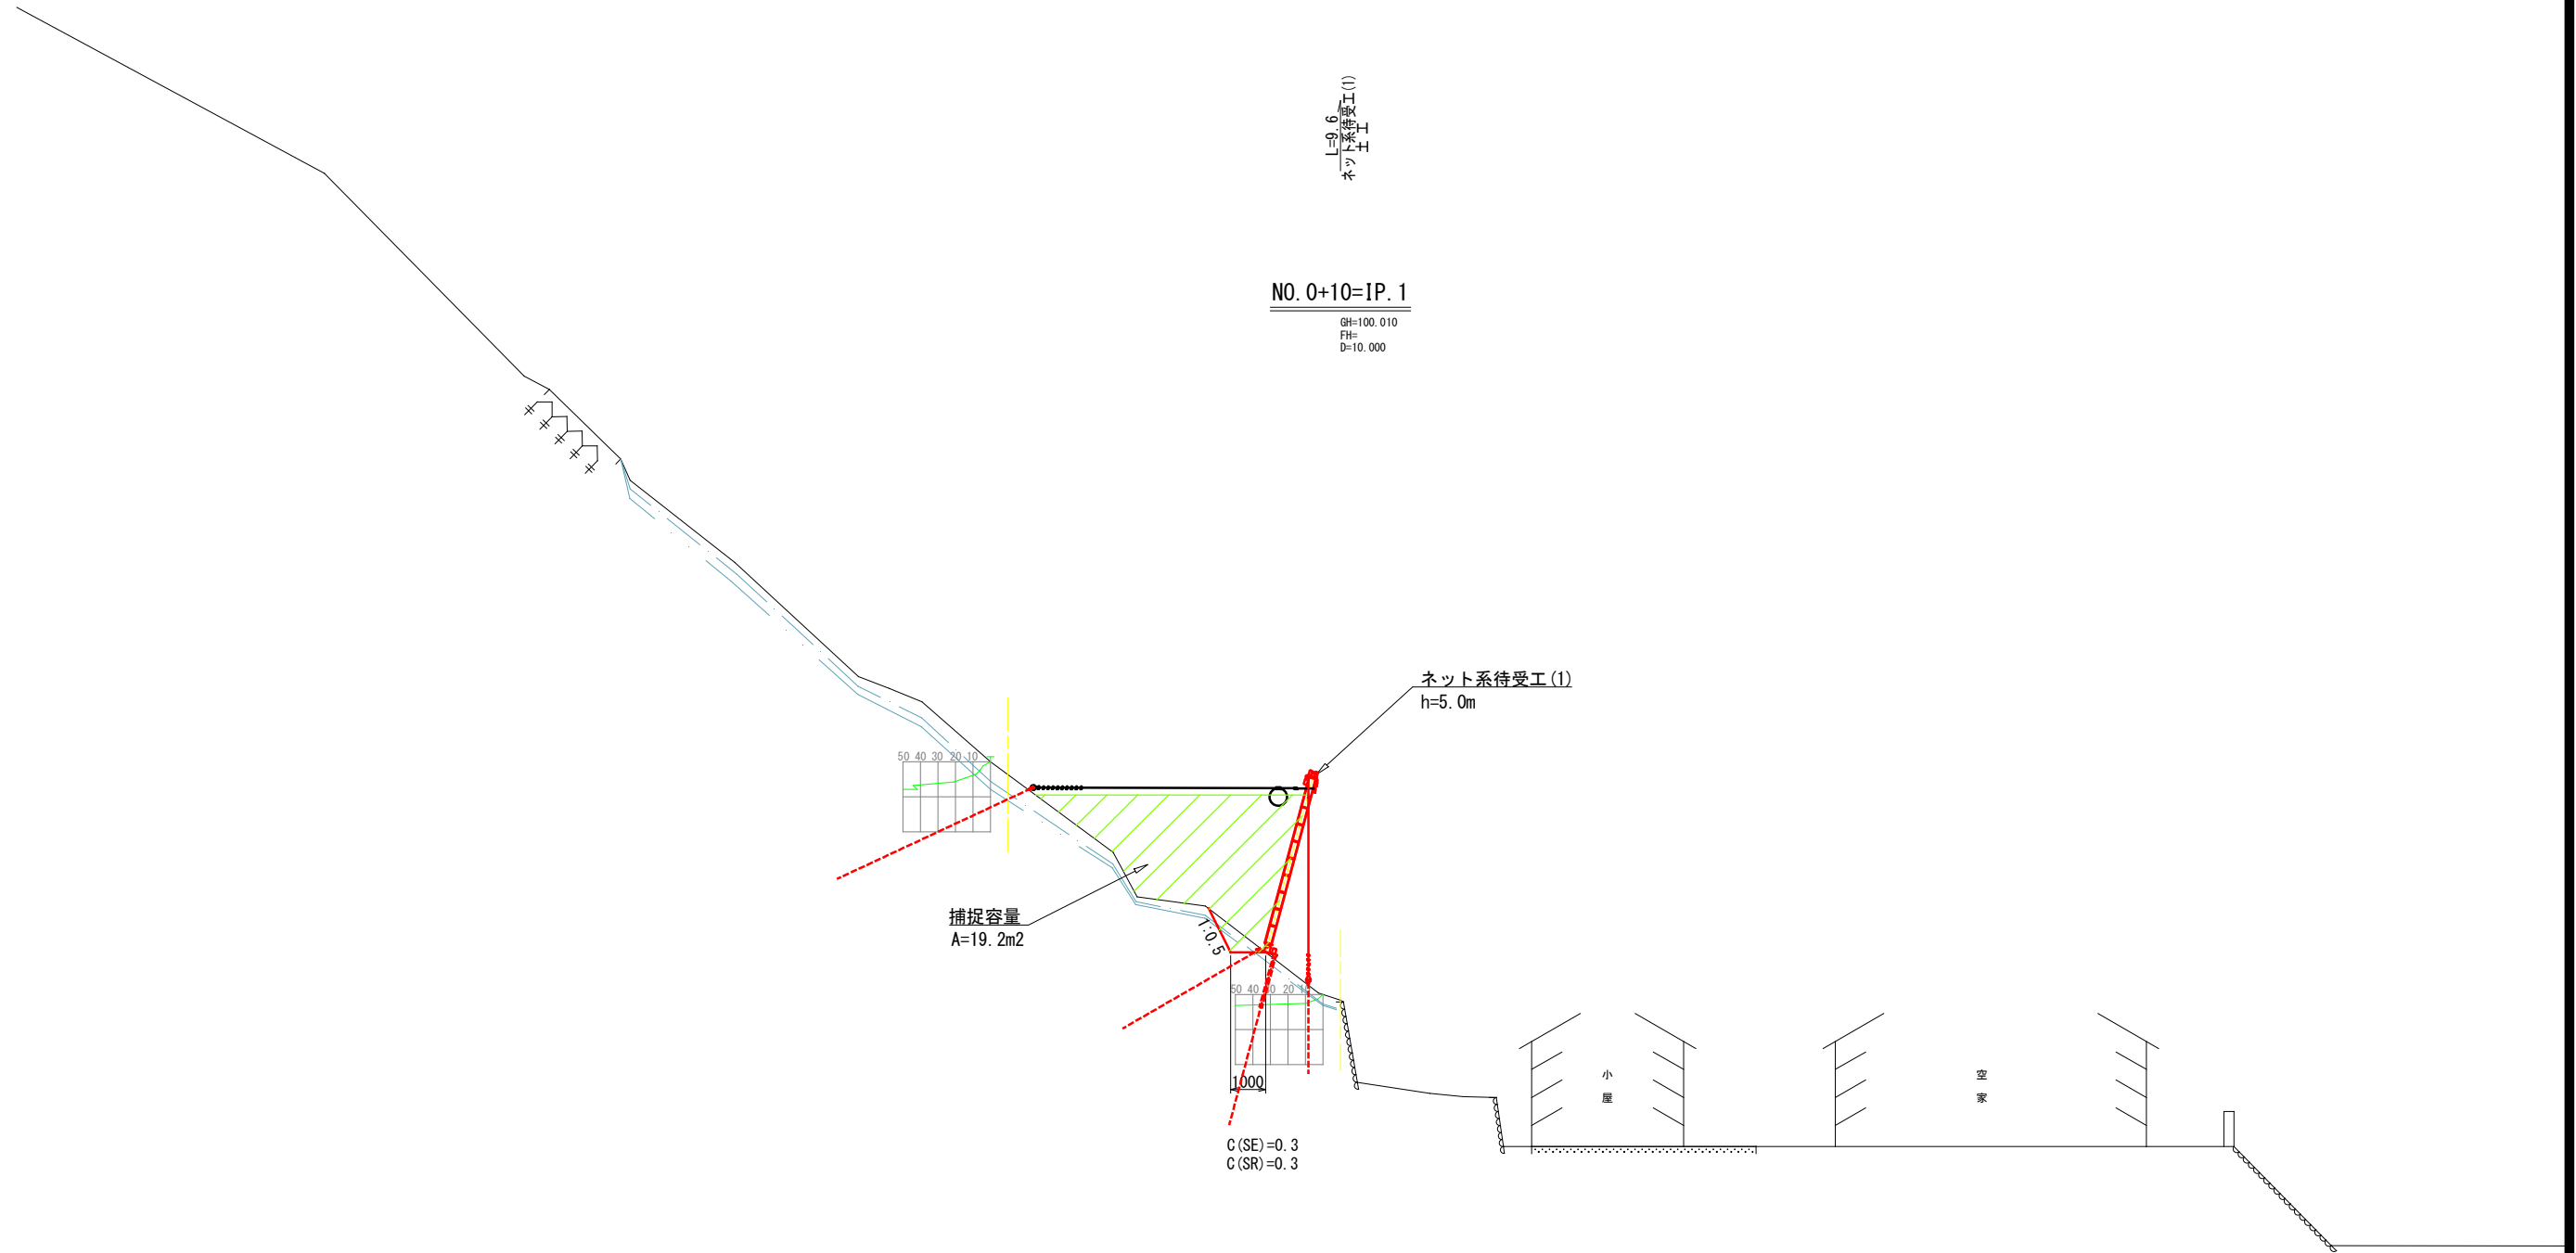 L=9.6
ネット系待受工(1)
土工
NO.0+10=IP.1
GH=100.010
FH=
D=10.000
ネット系待受工(1)
h=5.0m
50 40 30 20 10
捕捉容量
A=19.2m2
1:0.5
50 40 30 20 10
1000
小屋
空家
C(SE)=0.3
C(SR)=0.3